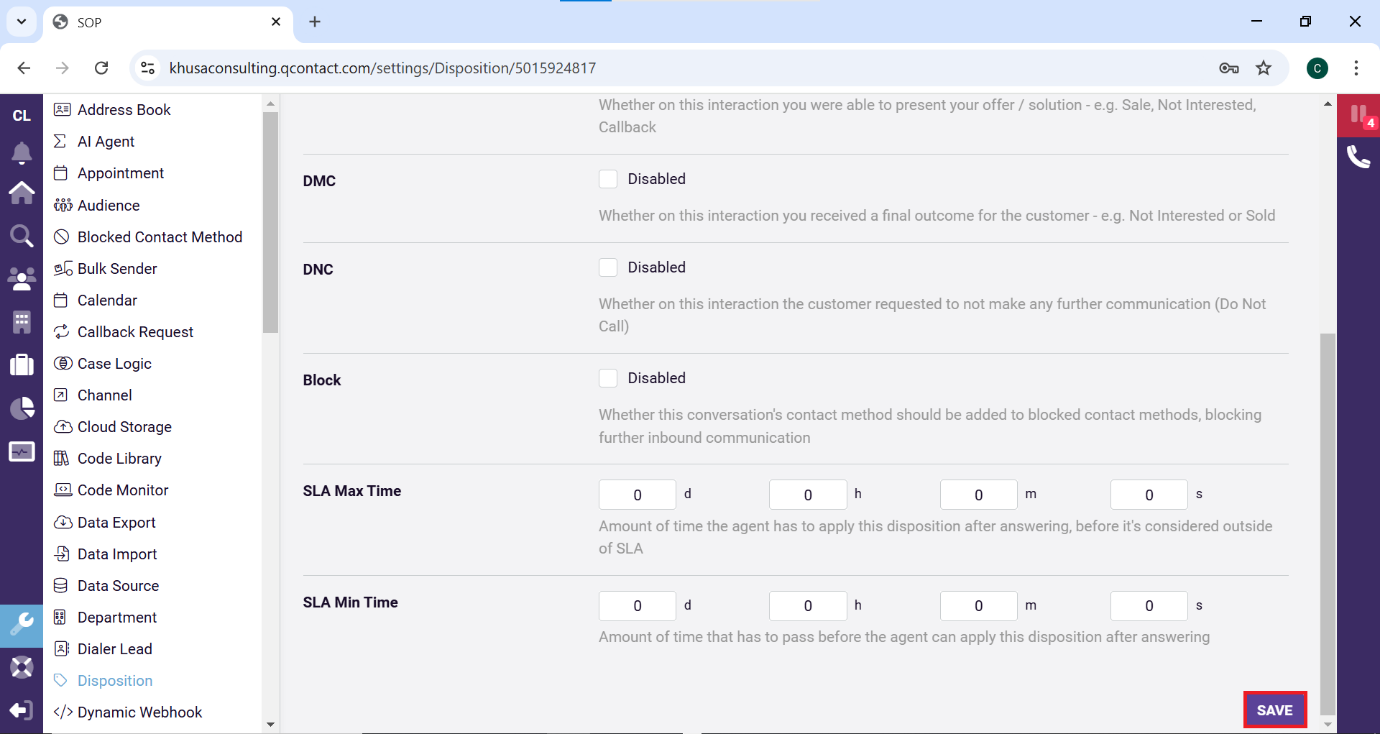 SOP
khusaconsulting.qcontact.com/settings/Disposition/5015924817
C
CL
Address Book
AI Agent
Appointment
Audience
Blocked Contact Method
Bulk Sender
Calendar
Callback Request
Case Logic
Channel
Cloud Storage
Code Library
Code Monitor
Data Export
Data Import
Data Source
Department
Dialer Lead
Disposition
Dynamic Webhook
Whether on this interaction you were able to present your offer / solution - e.g. Sale, Not Interested,
Callback
DMC
Disabled
Whether on this interaction you received a final outcome for the customer - e.g. Not Interested or Sold
DNC
Disabled
Whether on this interaction the customer requested to not make any further communication (Do Not
Call)
Block
Disabled
Whether this conversation's contact method should be added to blocked contact methods, blocking
further inbound communication
SLA Max Time
0 d 0 h 0 m 0 s
Amount of time the agent has to apply this disposition after answering, before it's considered outside
of SLA
SLA Min Time
0 d 0 h 0 m 0 s
Amount of time that has to pass before the agent can apply this disposition after answering
SAVE
4